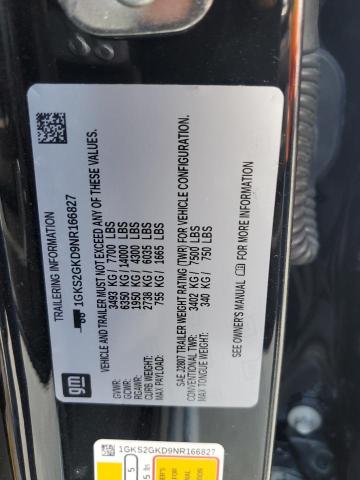 TRAILERING INFORMATION
1GKS2GKD9NR166827
VEHICLE AND TRAILER MUST NOT EXCEED ANY OF THESE VALUES.
GVWR: 3493 KG / 7700 LBS
GCWR: 6350 KG / 14000 LBS
RGAWR: 1950 KG / 4300 LBS
CURB WEIGHT: 2738 KG / 6035 LBS
MAX PAYLOAD: 755 KG / 1665 LBS
SAE J2807 TRAILER WEIGHT RATING (TWR) FOR VEHICLE CONFIGURATION.
CONVENTIONAL TWR: 3402 KG / 7500 LBS
MAX TONGUE WEIGHT: 340 KG / 750 LBS
SEE OWNER'S MANUAL FOR MORE INFORMATION.
gm
1GKS2GKD9NR166827
5
5 lbs